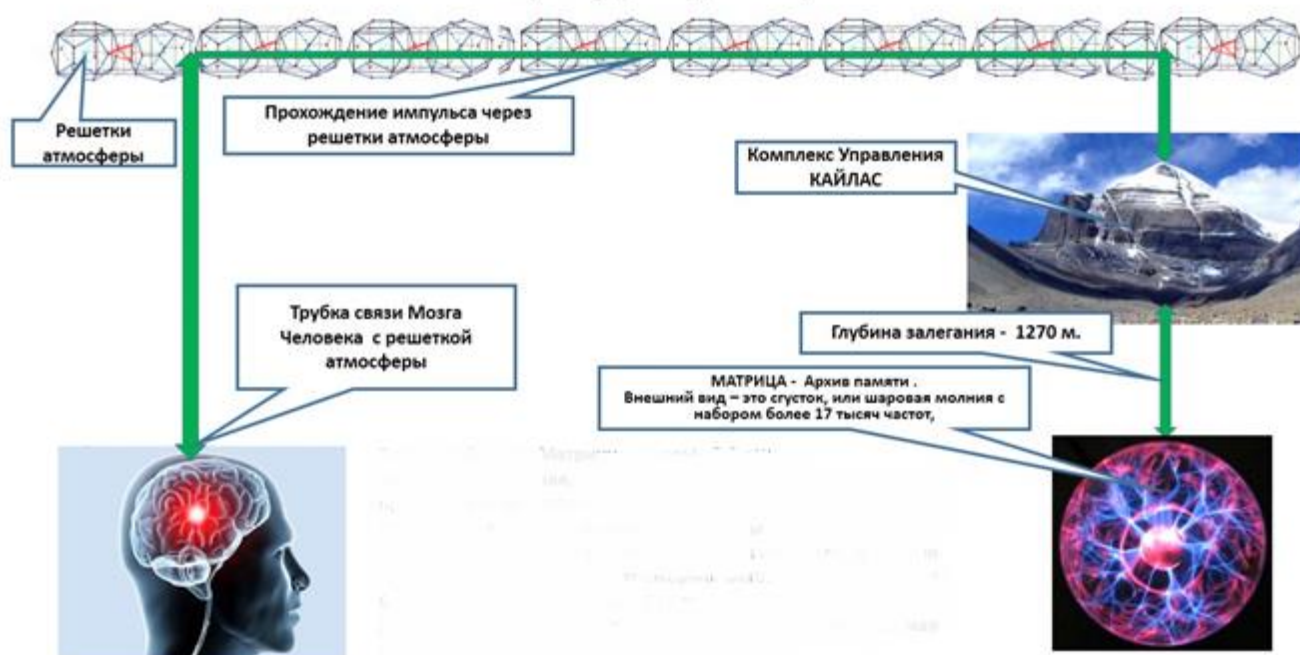 Решетки
атмосферы
Прохождение импульса через
решетки атмосферы
Комплекс Управления
КАЙЛАС
Трубка связи Мозга
Человека с решеткой
атмосферы
Глубина залегания - 1270 м.
МАТРИЦА - Архив памяти .
Внешний вид – это сгусток, или шаровая молния с
набором более 17 тысяч частот,